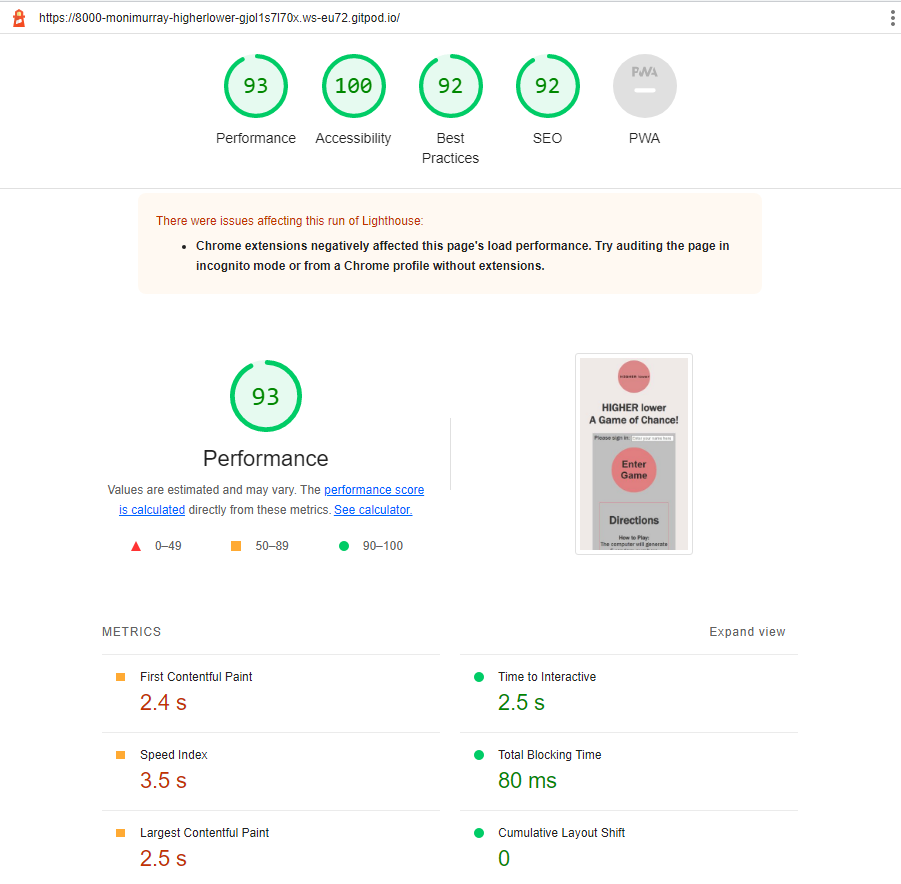 https://8000-monimurray-higherlower-gjol1s7l70x.ws-eu72.gitpod.io/
93
100
92
92
PWA
Performance
Accessibility
Best
Practices
SEO
PWA
There were issues affecting this run of Lighthouse:
• Chrome extensions negatively affected this page's load performance. Try auditing the page in
incognito mode or from a Chrome profile without extensions.
93
Performance
Values are estimated and may vary. The performance score
is calculated directly from these metrics. See calculator.
0–49
50–89
90–100
HIGHER lower
HIGHER lower
A Game of Chance!
Please sign in: Enter your name here
Enter
Game
Directions
How to Play:
The computer will generate
METRICS
Expand view
First Contentful Paint
2.4 s
Time to Interactive
2.5 s
Speed Index
3.5 s
Total Blocking Time
80 ms
Largest Contentful Paint
2.5 s
Cumulative Layout Shift
0